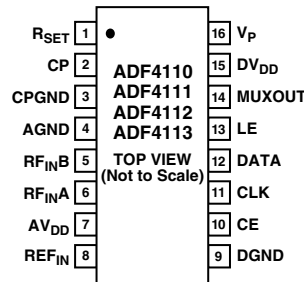 RSET 1 16 VP
CP 2 ADF4110 15 DVDD
CPGND 3 ADF4111 14 MUXOUT
ADF4112
AGND 4 ADF4113 13 LE
RFINB 5 TOP VIEW 12 DATA
RFINA 6 (Not to Scale) 11 CLK
AVDD 7 10 CE
REFIN 8 9 DGND